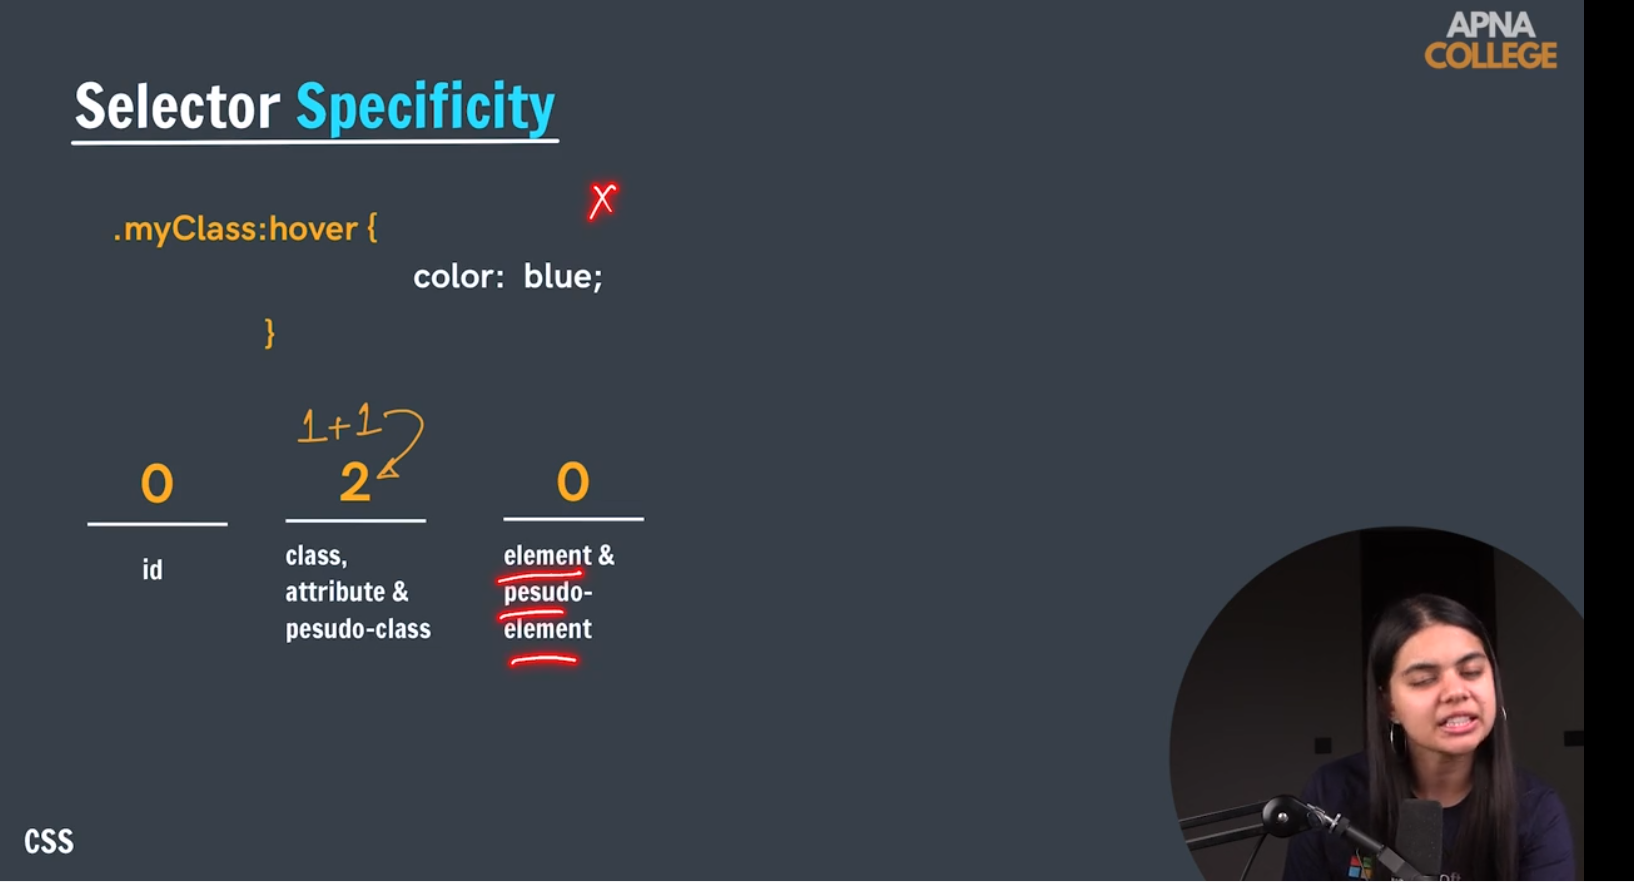 APNA
COLLEGE
Selector Specificity
X
.myClass:hover {
color: blue;
}
1+1
0 2 0
id
class,
attribute &
pesudo-class
element &
pesudo-
element
CSS